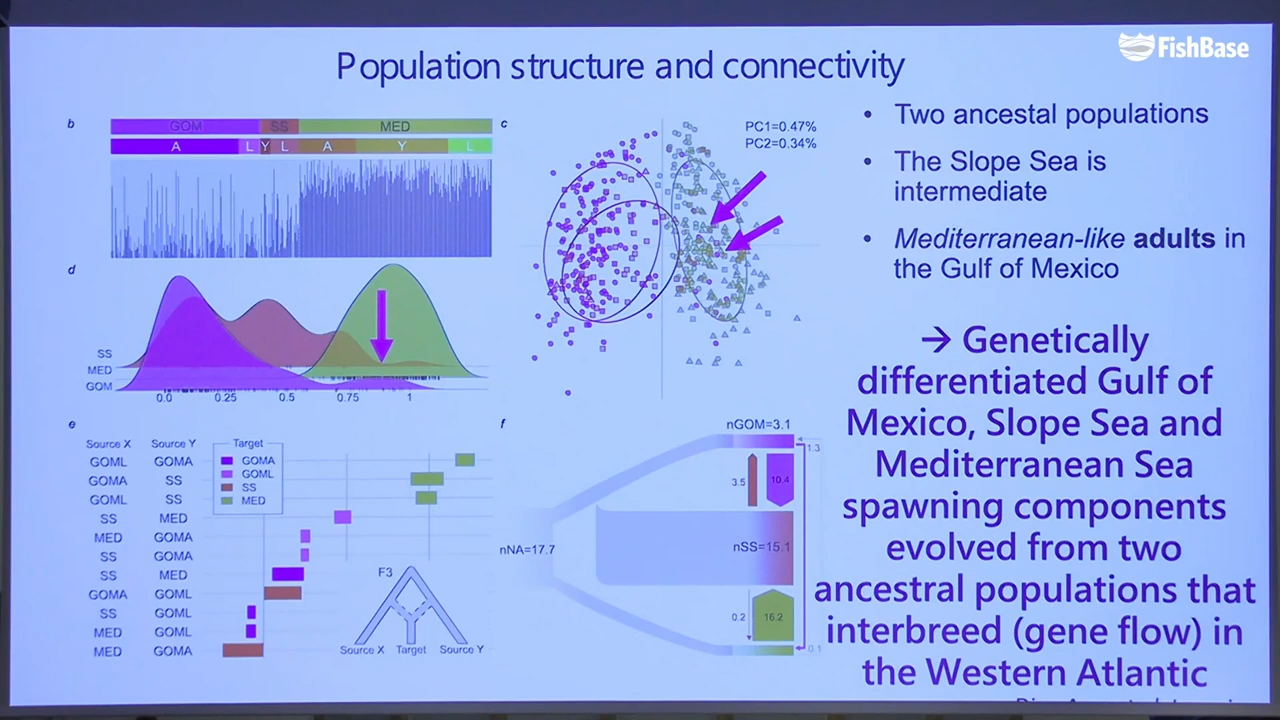 FishBase
Population structure and connectivity
b
GOM SS MED
A L Y L A Y L
c
PC1=0.47%
PC2=0.34%
• Two ancestal populations
• The Slope Sea is
intermediate
• Mediterranean-like adults in
the Gulf of Mexico
→ Genetically
differentiated Gulf of
Mexico, Slope Sea and
Mediterranean Sea
spawning components
evolved from two
ancestral populations that
interbreed (gene flow) in
the Western Atlantic
d
SS
MED
GOM
0.0 0.25 0.5 0.75 1
e
Source X Source Y Target
GOML GOMA
GOMA SS
GOML SS
SS MED
MED GOMA
SS GOMA
SS MED
GOMA GOML
SS GOML
MED GOML
MED GOMA
GOMA
GOML
SS
MED
F3
Source X Target Source Y
f
nGOM=3.1
1.3
3.5 10.4
nNA=17.7
nSS=15.1
0.2 16.2
0.1